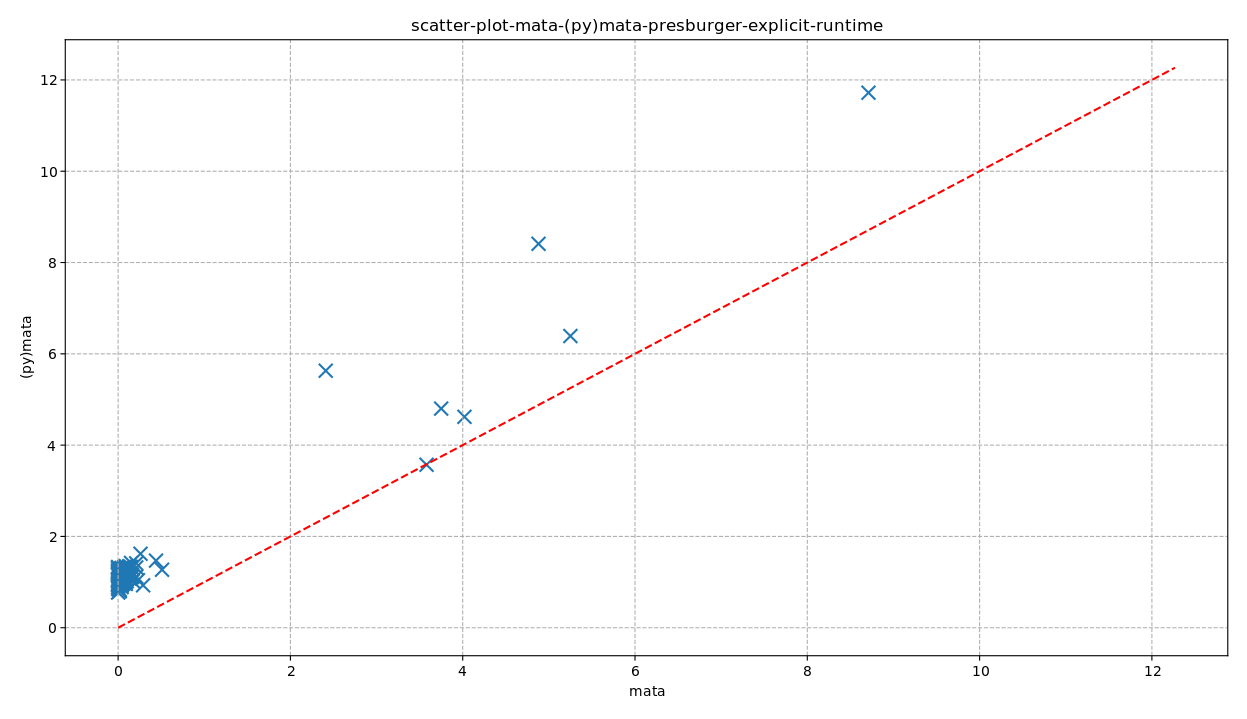 scatter-plot-mata-(py)mata-presburger-explicit-runtime
12
10
8
6
4
2
0
(py)mata
0 2 4 6 8 10 12
mata